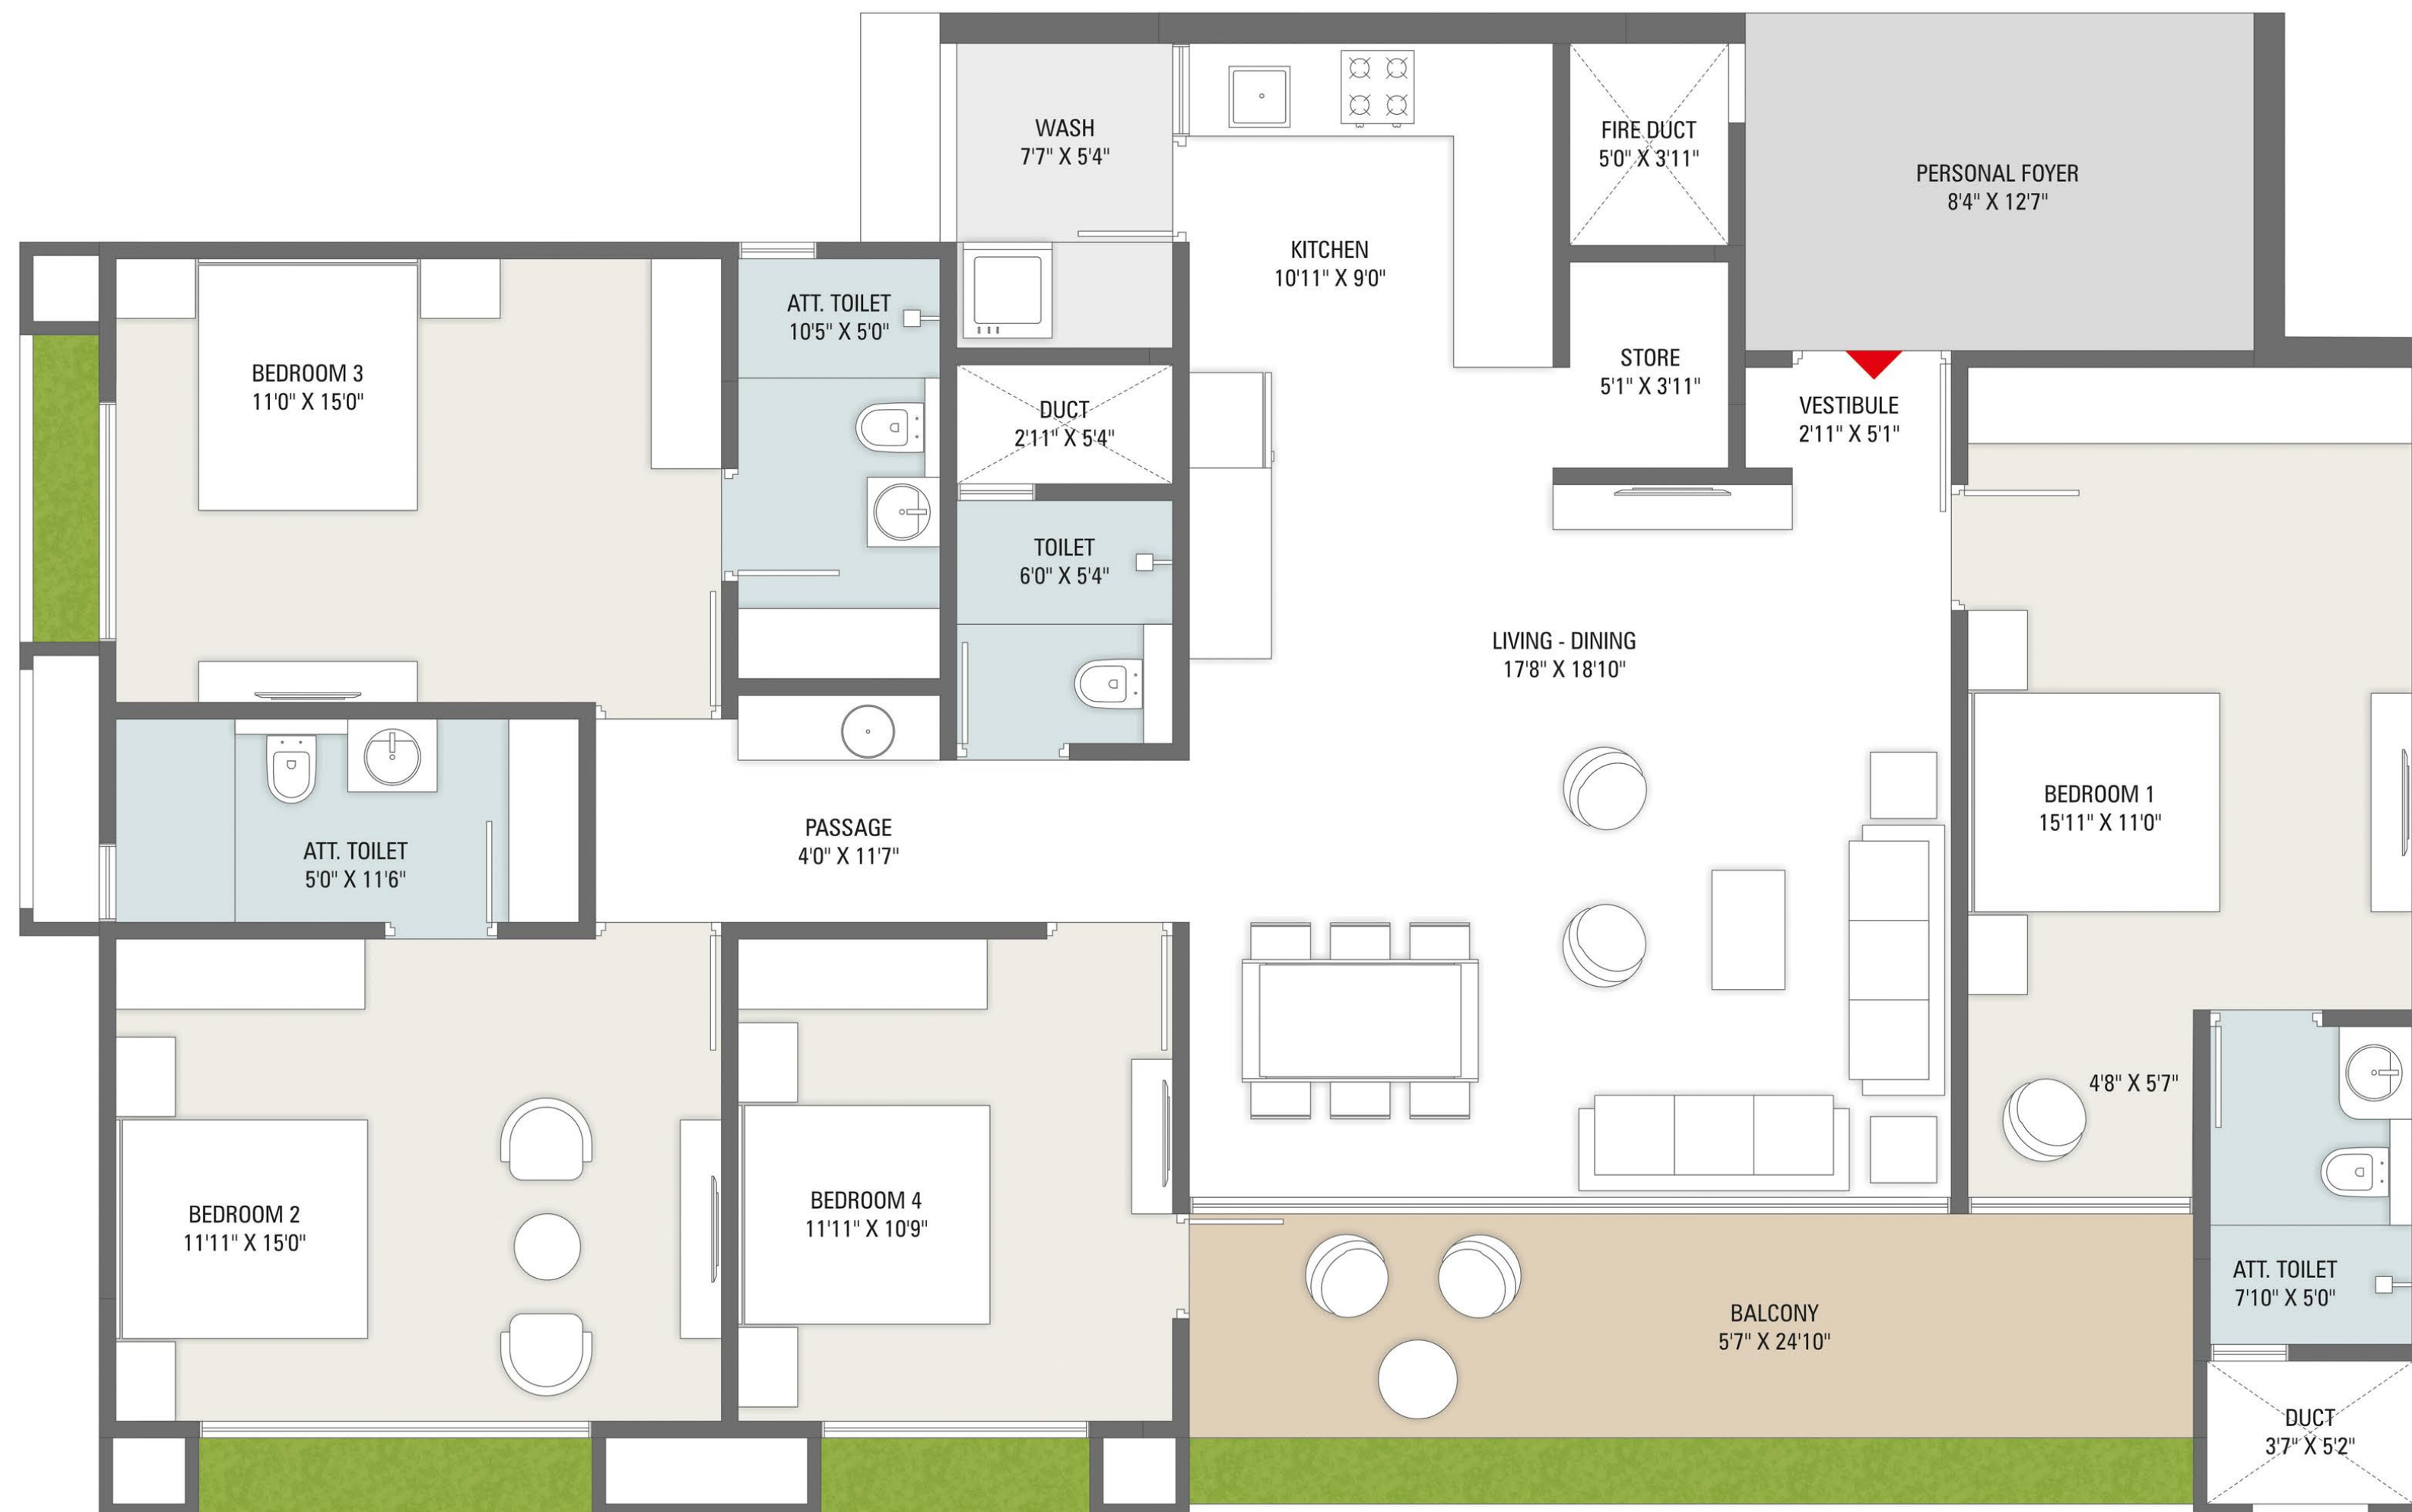 WASH
7'7" X 5'4"
FIRE DUCT
5'0" X 3'11"
PERSONAL FOYER
8'4" X 12'7"
KITCHEN
10'11" X 9'0"
ATT. TOILET
10'5" X 5'0"
BEDROOM 3
11'0" X 15'0"
STORE
5'1" X 3'11"
DUCT
2'11" X 5'4"
VESTIBULE
2'11" X 5'1"
TOILET
6'0" X 5'4"
LIVING - DINING
17'8" X 18'10"
BEDROOM 1
15'11" X 11'0"
PASSAGE
4'0" X 11'7"
ATT. TOILET
5'0" X 11'6"
4'8" X 5'7"
BEDROOM 2
11'11" X 15'0"
BEDROOM 4
11'11" X 10'9"
ATT. TOILET
7'10" X 5'0"
BALCONY
5'7" X 24'10"
DUCT
3'7" X 5'2"